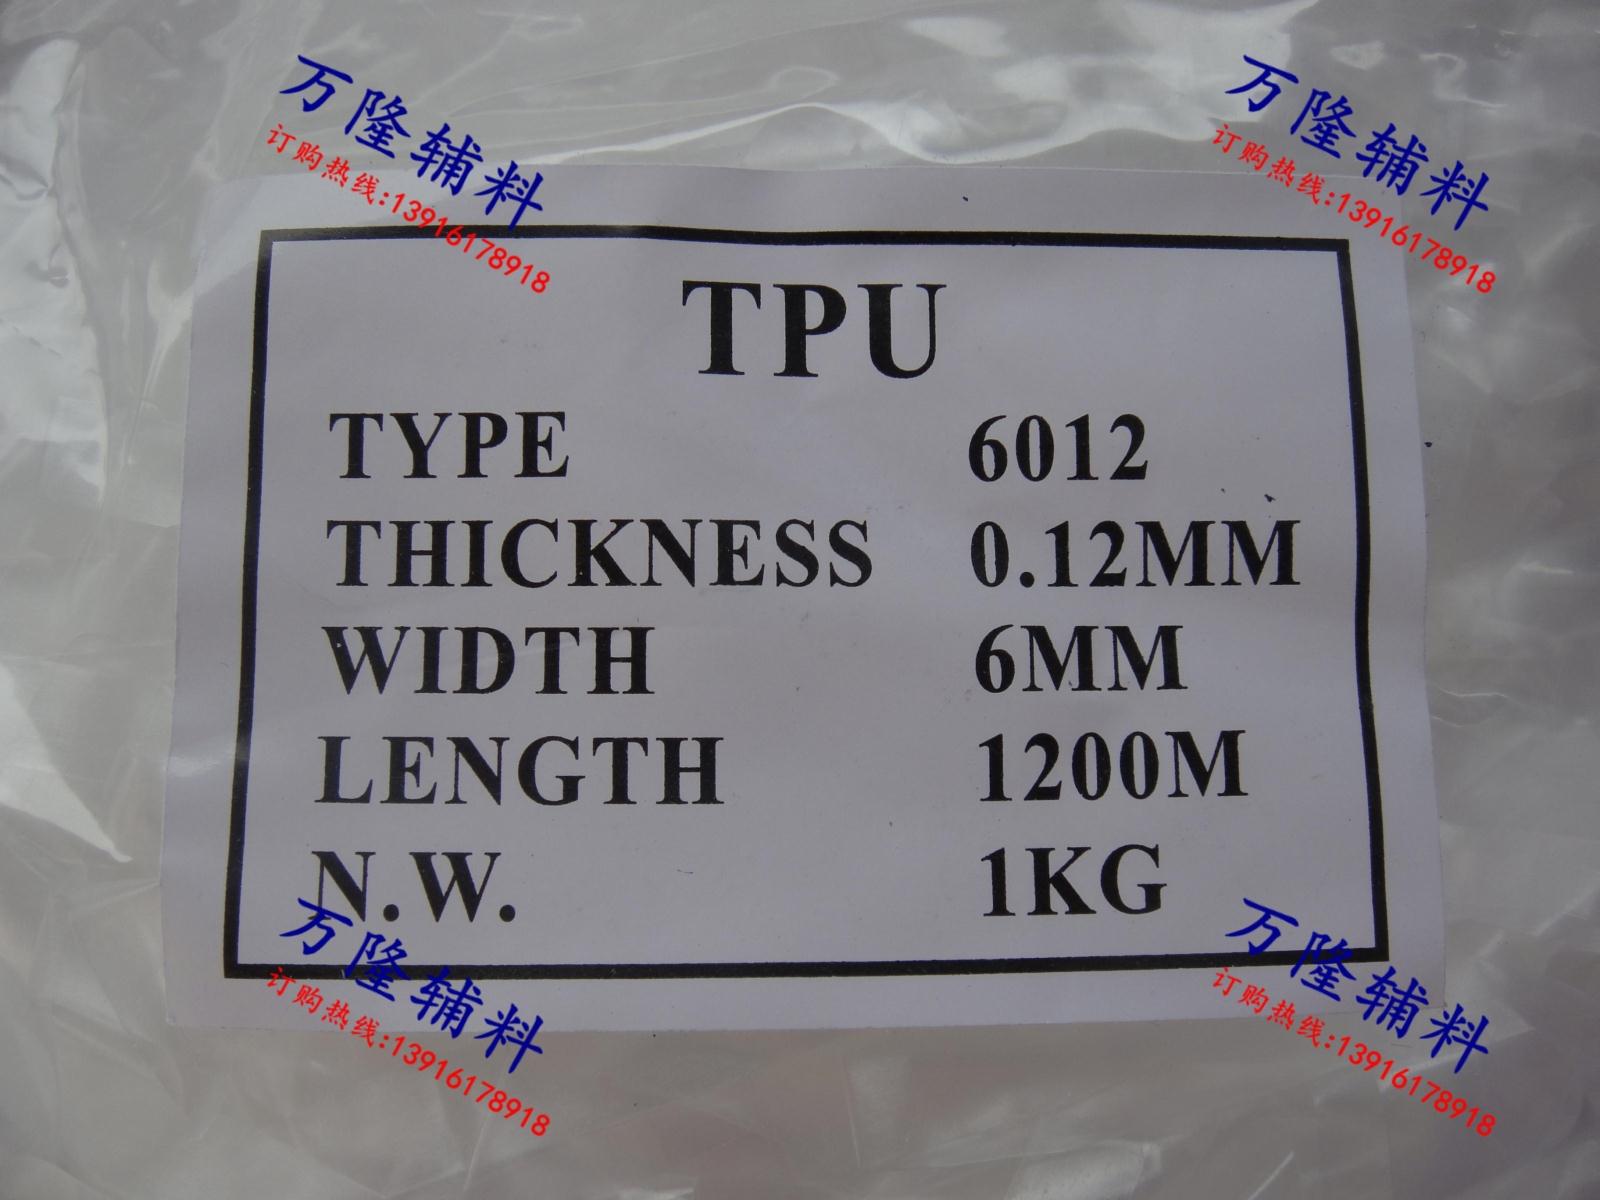 万隆辅料
订购热线:13916178918
万隆辅料
订购热线:13916178918
TPU
TYPE 6012
THICKNESS 0.12MM
WIDTH 6MM
LENGTH 1200M
N.W. 1KG
万隆辅料
订购热线:13916178918
万隆辅料
订购热线:13916178918